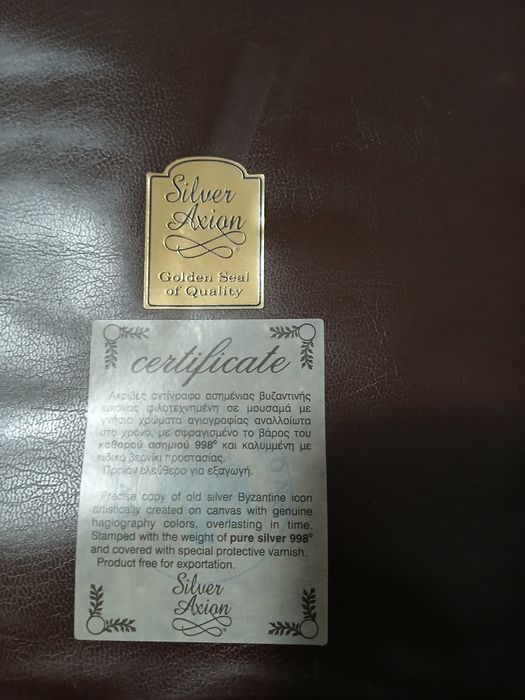 Silver
Axion
®
Golden Seal
of Quality
certificate
Ακριβές αντίγραφο ασημένιας βυζαντινής
εικόνας φιλοτεχνημένη σε μουσαμά με
γνήσια χρώματα αγιογραφίας αναλλοίωτα
στο χρόνο, με σφραγισμένο το βάρος του
καθαρού ασημιού 998° και καλυμμένη με
ειδικό βερνίκι προστασίας.
Προϊόν ελεύθερο για εξαγωγή.
Precise copy of old silver Byzantine icon
artistically created on canvas with genuine
hagiography colors, overlasting in time.
Stamped with the weight of pure silver 998°
and covered with special protective varnish.
Product free for exportation.
Silver
Axion
®